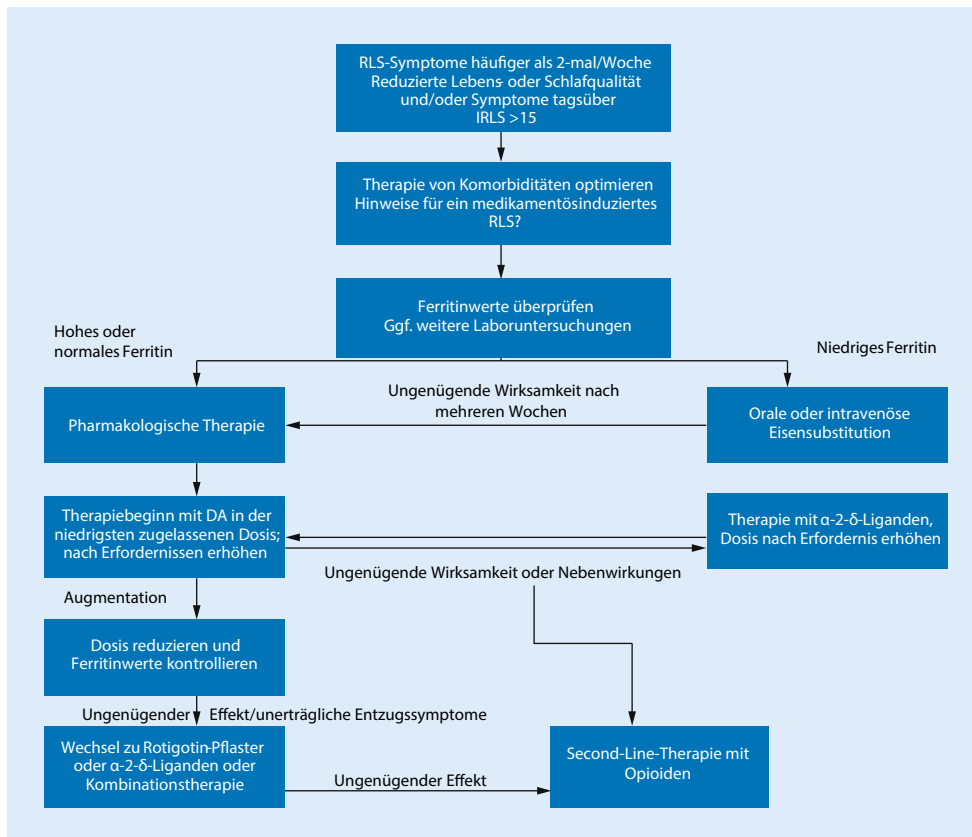 RLS-Symptome häufiger als 2-mal/Woche
Reduzierte Lebens- oder Schlafqualität
und/oder Symptome tagsüber
IRLS >15
Therapie von Komorbiditäten optimieren
Hinweise für ein medikamentösinduziertes
RLS?
Ferritinwerte überprüfen
Ggf. weitere Laboruntersuchungen
Hohes oder
normales Ferritin
Niedriges Ferritin
Pharmakologische Therapie
Ungenügende Wirksamkeit nach
mehreren Wochen
Orale oder intravenöse
Eisensubstitution
Therapiebeginn mit DA in der
niedrigsten zugelassenen Dosis;
nach Erfordernissen erhöhen
Therapie mit α-2-δ-Liganden,
Dosis nach Erfordernis erhöhen
Ungenügende Wirksamkeit oder Nebenwirkungen
Augmentation
Dosis reduzieren und
Ferritinwerte kontrollieren
Ungenügender Effekt/unerträgliche Entzugssymptome
Wechsel zu Rotigotin-Pflaster
oder α-2-δ-Liganden oder
Kombinationstherapie
Ungenügender Effekt
Second-Line-Therapie mit
Opioiden